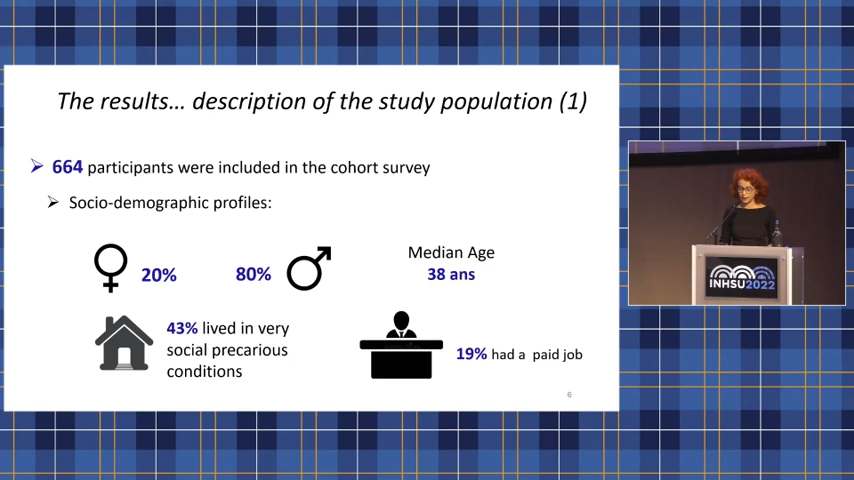 The results... description of the study population (1)
➢ 664 participants were included in the cohort survey
➢ Socio-demographic profiles:
20%
80%
Median Age
38 ans
43% lived in very
social precarious
conditions
19% had a paid job
6
INHSU2022